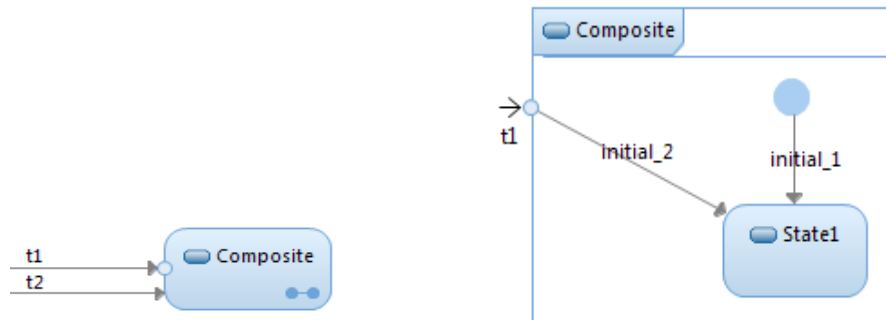 t1
t2
Composite
Composite
t1
initial_2
initial_1
State1